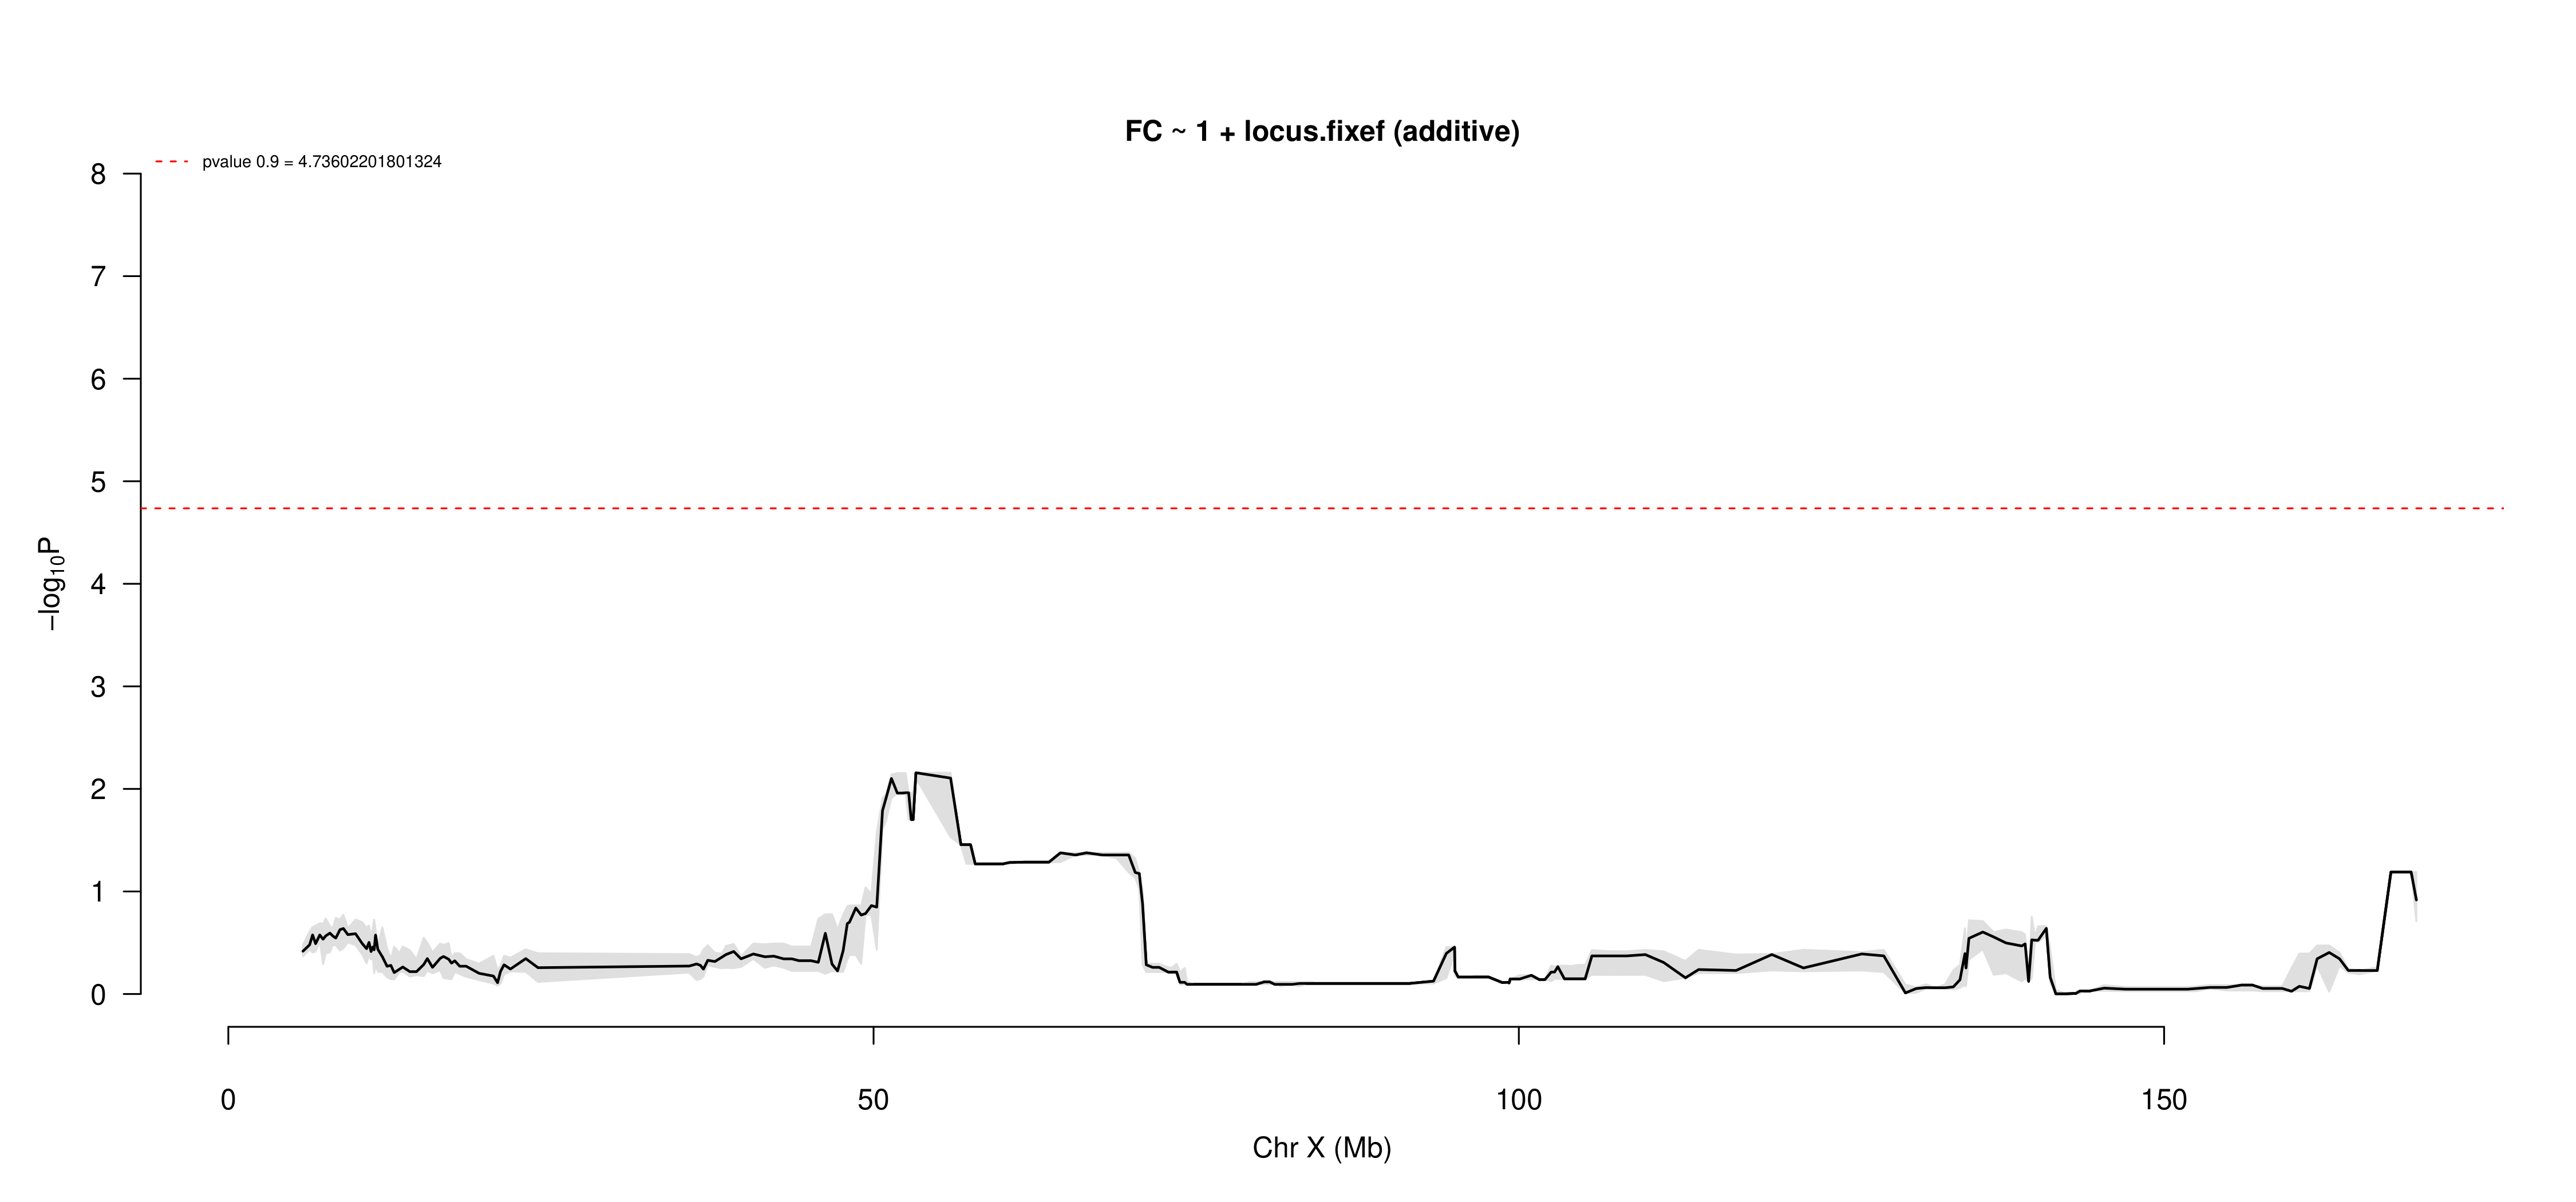 FC ~ 1 + locus.fixef (additive)
pvalue 0.9 = 4.73602201801324
8
7
6
5
4
3
2
1
0
−log10P
0 50 100 150
Chr X (Mb)